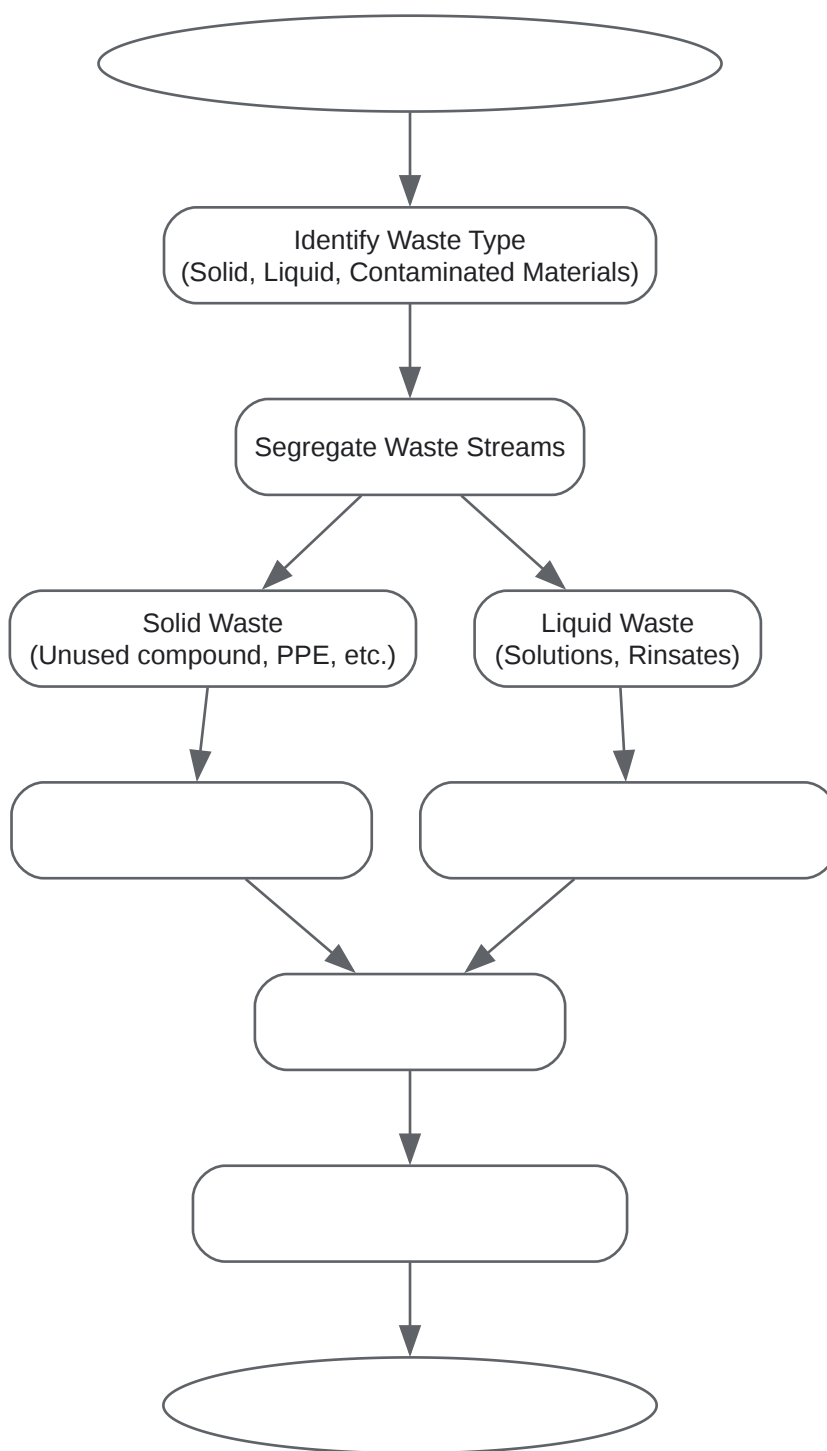 Identify Waste Type
(Solid, Liquid, Contaminated Materials)
Segregate Waste Streams
Solid Waste
(Unused compound, PPE, etc.)
Liquid Waste
(Solutions, Rinsates)